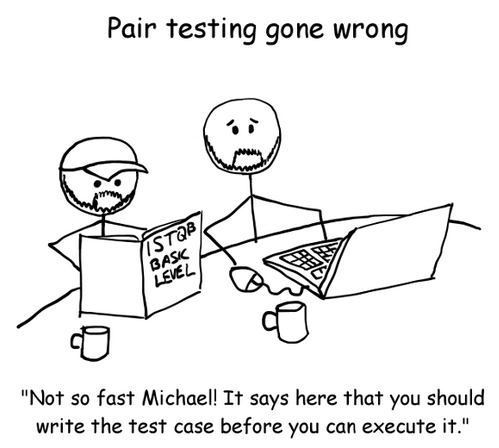 Pair testing gone wrong
ISTQB
BASIC
LEVEL
"Not so fast Michael! It says here that you should
write the test case before you can execute it."